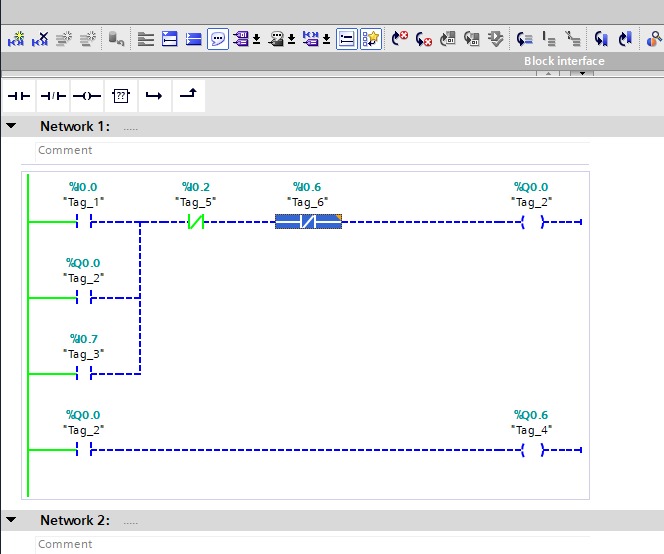 Block interface
??
Network 1: .....
Comment
%I0.0 %I0.2 %I0.6 %Q0.0
"Tag_1" "Tag_5" "Tag_6" "Tag_2"
%Q0.0
"Tag_2"
%I0.7
"Tag_3"
%Q0.0 %Q0.6
"Tag_2" "Tag_4"
Network 2: .....
Comment